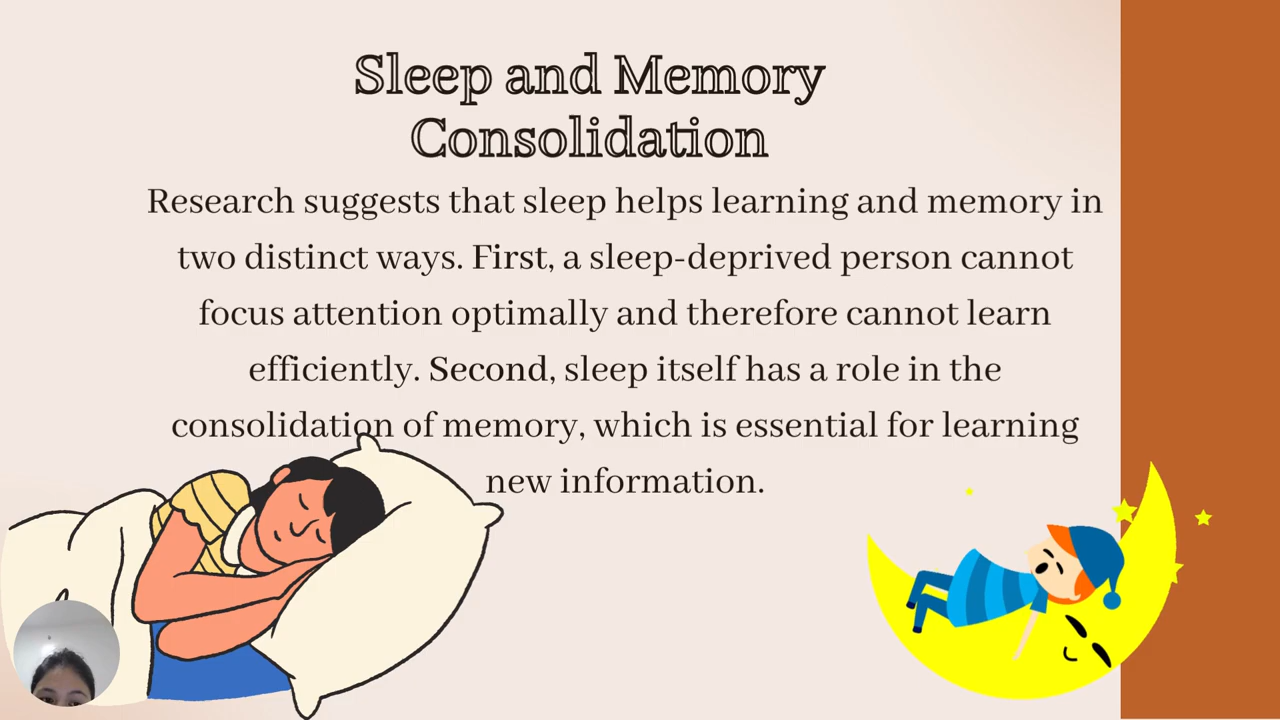 Sleep and Memory
Consolidation
Research suggests that sleep helps learning and memory in
two distinct ways. First, a sleep-deprived person cannot
focus attention optimally and therefore cannot learn
efficiently. Second, sleep itself has a role in the
consolidation of memory, which is essential for learning
new information.